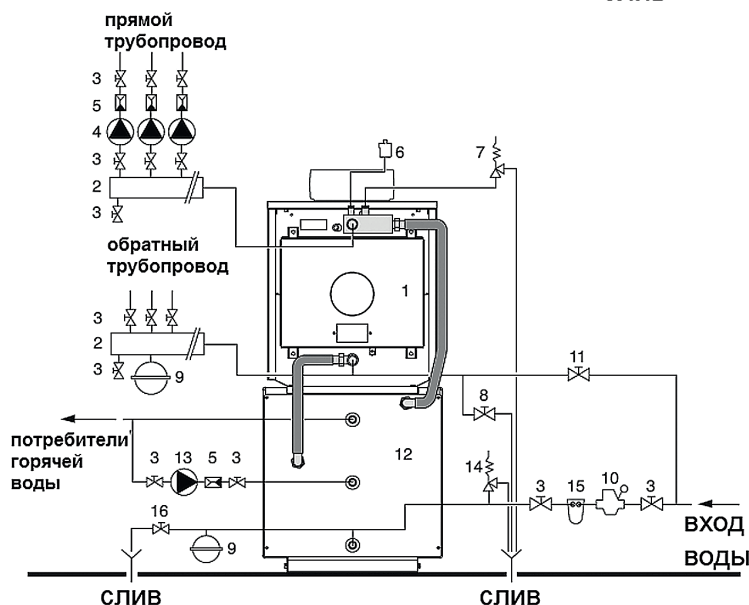 прямой
трубопровод
3
5
4
3
2
3
6
7
обратный
трубопровод
1
3
2
3
9
11
8
потребители
горячей
воды
3 13 5 3
12
14
3 15 10 3
16
9
ВХОД
ВОДЫ
СЛИВ
СЛИВ